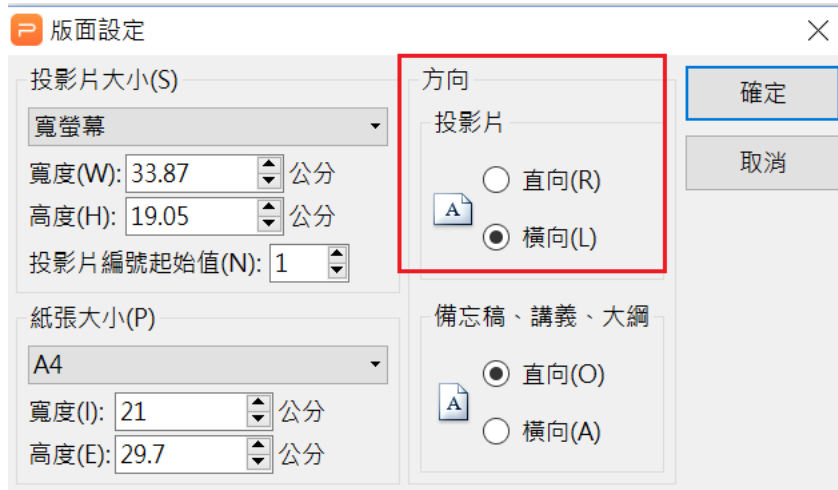 版面設定
投影片大小(S)
寬螢幕
寬度(W): 33.87 公分
高度(H): 19.05 公分
投影片編號起始值(N): 1
紙張大小(P)
A4
寬度(I): 21 公分
高度(E): 29.7 公分
方向
投影片
A
直向(R)
橫向(L)
備忘稿、講義、大綱
A
直向(O)
橫向(A)
確定
取消